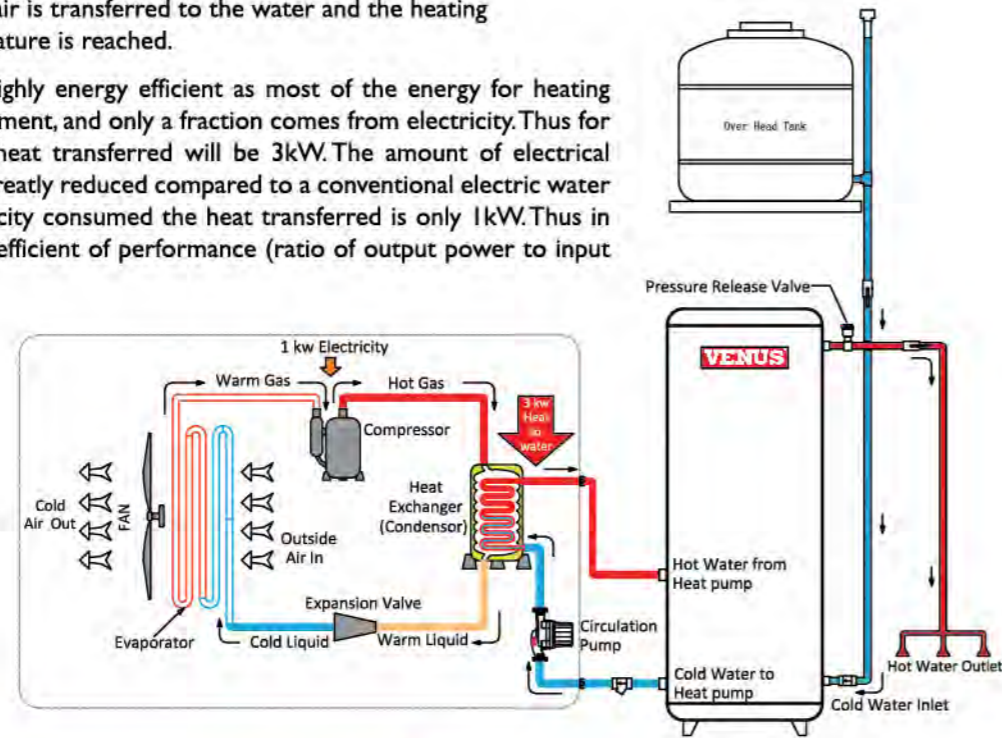 air is transferred to the water and the heating
ature is reached.
ighly energy efficient as most of the energy for heating
ment, and only a fraction comes from electricity. Thus for
heat transferred will be 3kW. The amount of electrical
reatly reduced compared to a conventional electric water
city consumed the heat transferred is only 1kW. Thus in
efficient of performance (ratio of output power to input
Over Head Tank
Pressure Release Valve
VENUS
1 kw Electricity
Warm Gas
Hot Gas
3 kw
Heat
to
water
Compressor
Heat
Exchanger
(Condensor)
Cold
Air Out
FAN
Outside
Air In
Hot Water from
Heat pump
Expansion Valve
Evaporator
Cold Liquid
Warm Liquid
Circulation
Pump
Cold Water to
Heat pump
Hot Water Outlet
Cold Water Inlet